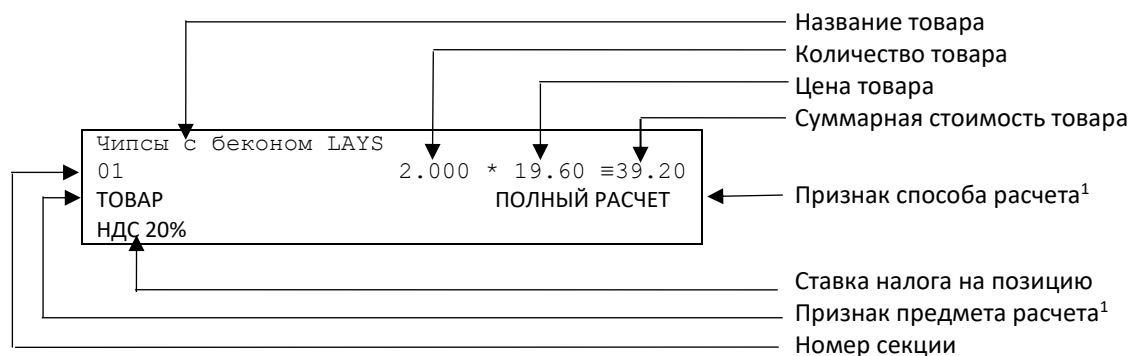 Название товара
Количество товара
Цена товара
Суммарная стоимость товара
Чипсы с беконом LAYS
01 2.000 * 19.60 ≡39.20
ТОВАР ПОЛНЫЙ РАСЧЕТ
Признак способа расчета¹
НДС 20%
Ставка налога на позицию
Признак предмета расчета¹
Номер секции